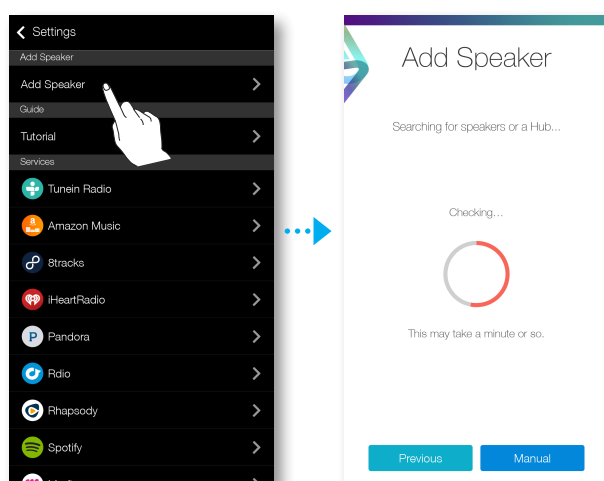 Settings
Add Speaker
Add Speaker
Guide
Tutorial
Services
Tunein Radio
Amazon Music
8tracks
iHeartRadio
P Pandora
Rdio
Rhapsody
Spotify
Add Speaker
Searching for speakers or a Hub...
Checking...
This may take a minute or so.
Previous
Manual